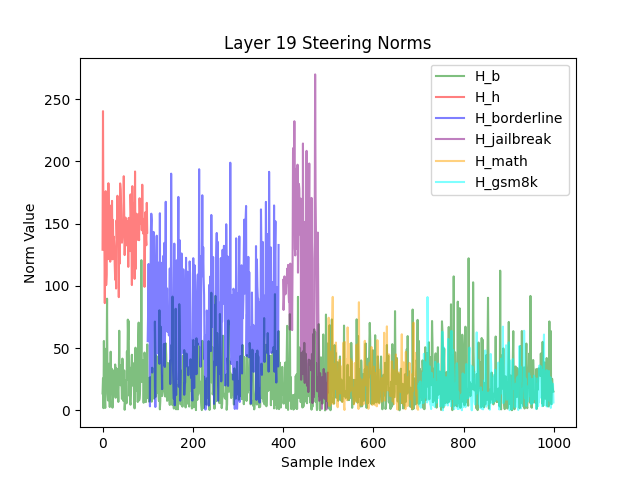 Layer 19 Steering Norms
H_b
H_h
H_borderline
H_jailbreak
H_math
H_gsm8k
Norm Value
250
200
150
100
50
0
0 200 400 600 800 1000
Sample Index